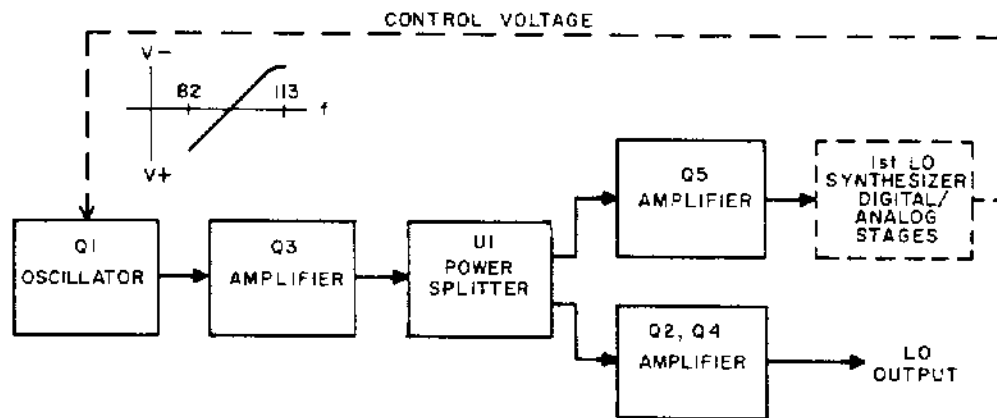 CONTROL VOLTAGE
V-
82
113
f
V+
Q1
OSCILLATOR
Q3
AMPLIFIER
U1
POWER
SPLITTER
Q5
AMPLIFIER
1st LO
SYNTHESIZER
DIGITAL/
ANALOG
STAGES
Q2, Q4
AMPLIFIER
LO
OUTPUT